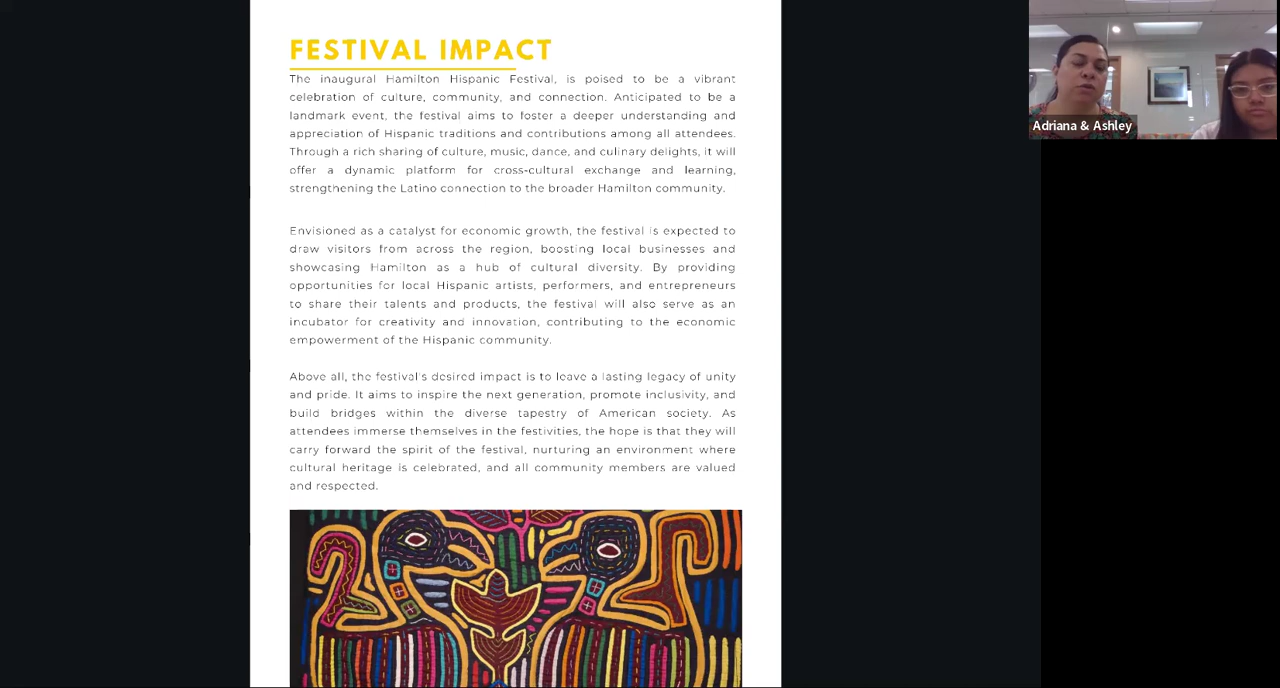 FESTIVAL IMPACT
The inaugural Hamilton Hispanic Festival, is poised to be a vibrant
celebration of culture, community, and connection. Anticipated to be a
landmark event, the festival aims to foster a deeper understanding and
appreciation of Hispanic traditions and contributions among all attendees.
Through a rich sharing of culture, music, dance, and culinary delights, it will
offer a dynamic platform for cross-cultural exchange and learning,
strengthening the Latino connection to the broader Hamilton community.
Envisioned as a catalyst for economic growth, the festival is expected to
draw visitors from across the region, boosting local businesses and
showcasing Hamilton as a hub of cultural diversity. By providing
opportunities for local Hispanic artists, performers, and entrepreneurs
to share their talents and products, the festival will also serve as an
incubator for creativity and innovation, contributing to the economic
empowerment of the Hispanic community.
Above all, the festival's desired impact is to leave a lasting legacy of unity
and pride. It aims to inspire the next generation, promote inclusivity, and
build bridges within the diverse tapestry of American society. As
attendees immerse themselves in the festivities, the hope is that they will
carry forward the spirit of the festival, nurturing an environment where
cultural heritage is celebrated, and all community members are valued
and respected.
Adriana & Ashley